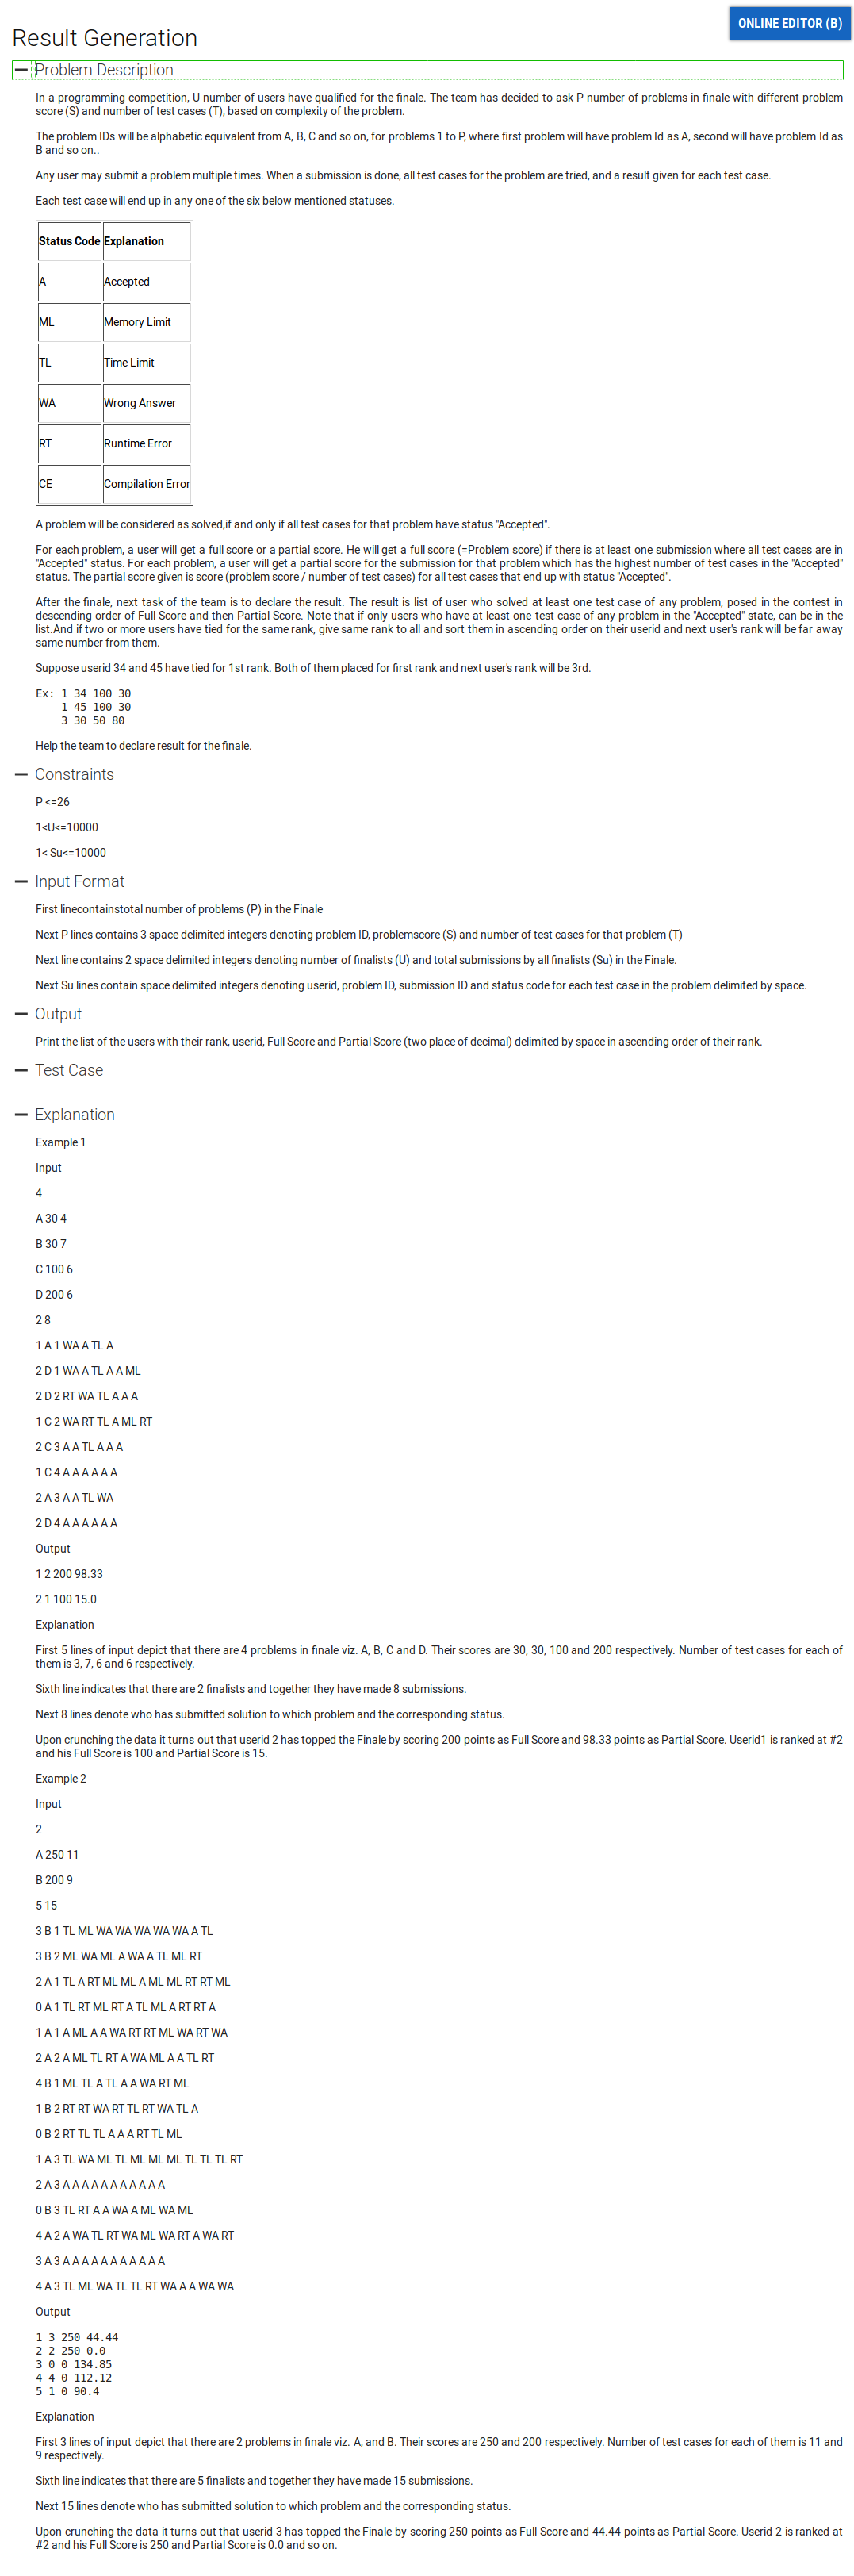 ONLINE EDITOR (B)
Result Generation
Problem Description
In a programming competition, U number of users have qualified for the finale. The team has decided to ask P number of problems in finale with different problem
score (S) and number of test cases (T), based on complexity of the problem.
The problem IDs will be alphabetic equivalent from A, B, C and so on, for problems 1 to P, where first problem will have problem Id as A, second will have problem Id as
B and so on..
Any user may submit a problem multiple times. When a submission is done, all test cases for the problem are tried, and a result given for each test case.
Each test case will end up in any one of the six below mentioned statuses.
Status Code Explanation
A Accepted
ML Memory Limit
TL Time Limit
WA Wrong Answer
RT Runtime Error
CE Compilation Error
A problem will be considered as solved,if and only if all test cases for that problem have status "Accepted".
For each problem, a user will get a full score or a partial score. He will get a full score (=Problem score) if there is at least one submission where all test cases are in
"Accepted" status. For each problem, a user will get a partial score for the submission for that problem which has the highest number of test cases in the "Accepted"
status. The partial score given is score (problem score / number of test cases) for all test cases that end up with status "Accepted".
After the finale, next task of the team is to declare the result. The result is list of user who solved at least one test case of any problem, posed in the contest in
descending order of Full Score and then Partial Score. Note that if only users who have at least one test case of any problem in the "Accepted" state, can be in the
list.And if two or more users have tied for the same rank, give same rank to all and sort them in ascending order on their userid and next user's rank will be far away
same number from them.
Suppose userid 34 and 45 have tied for 1st rank. Both of them placed for first rank and next user's rank will be 3rd.
Ex: 1 34 100 30
1 45 100 30
3 30 50 80
Help the team to declare result for the finale.
Constraints
P <=26
1<U<=10000
1< Su<=10000
Input Format
First linecontainstotal number of problems (P) in the Finale
Next P lines contains 3 space delimited integers denoting problem ID, problemscore (S) and number of test cases for that problem (T)
Next line contains 2 space delimited integers denoting number of finalists (U) and total submissions by all finalists (Su) in the Finale.
Next Su lines contain space delimited integers denoting userid, problem ID, submission ID and status code for each test case in the problem delimited by space.
Output
Print the list of the users with their rank, userid, Full Score and Partial Score (two place of decimal) delimited by space in ascending order of their rank.
Test Case
Explanation
Example 1
Input
4
A 30 4
B 30 7
C 100 6
D 200 6
2 8
1 A 1 WA A TL A
2 D 1 WA A TL A A ML
2 D 2 RT WA TL A A A
1 C 2 WA RT TL A ML RT
2 C 3 A A TL A A A
1 C 4 A A A A A A
2 A 3 A A TL WA
2 D 4 A A A A A A
Output
1 2 200 98.33
2 1 100 15.0
Explanation
First 5 lines of input depict that there are 4 problems in finale viz. A, B, C and D. Their scores are 30, 30, 100 and 200 respectively. Number of test cases for each of
them is 3, 7, 6 and 6 respectively.
Sixth line indicates that there are 2 finalists and together they have made 8 submissions.
Next 8 lines denote who has submitted solution to which problem and the corresponding status.
Upon crunching the data it turns out that userid 2 has topped the Finale by scoring 200 points as Full Score and 98.33 points as Partial Score. Userid1 is ranked at #2
and his Full Score is 100 and Partial Score is 15.
Example 2
Input
2
A 250 11
B 200 9
5 15
3 B 1 TL ML WA WA WA WA WA A TL
3 B 2 ML WA ML A WA A TL ML RT
2 A 1 TL A RT ML ML A ML ML RT RT ML
0 A 1 TL RT ML RT A TL ML A RT RT A
1 A 1 A ML A A WA RT RT ML WA RT WA
2 A 2 A ML TL RT A WA ML A A TL RT
4 B 1 ML TL A TL A A WA RT ML
1 B 2 RT RT WA RT TL RT WA TL A
0 B 2 RT TL TL A A A RT TL ML
1 A 3 TL WA ML TL ML ML ML TL TL TL RT
2 A 3 A A A A A A A A A A A
0 B 3 TL RT A A WA A ML WA ML
4 A 2 A WA TL RT WA ML WA RT A WA RT
3 A 3 A A A A A A A A A A A
4 A 3 TL ML WA TL TL RT WA A A WA WA
Output
1 3 250 44.44
2 2 250 0.0
3 0 0 134.85
4 4 0 112.12
5 1 0 90.4
Explanation
First 3 lines of input depict that there are 2 problems in finale viz. A, and B. Their scores are 250 and 200 respectively. Number of test cases for each of them is 11 and
9 respectively.
Sixth line indicates that there are 5 finalists and together they have made 15 submissions.
Next 15 lines denote who has submitted solution to which problem and the corresponding status.
Upon crunching the data it turns out that userid 3 has topped the Finale by scoring 250 points as Full Score and 44.44 points as Partial Score. Userid 2 is ranked at
#2 and his Full Score is 250 and Partial Score is 0.0 and so on.